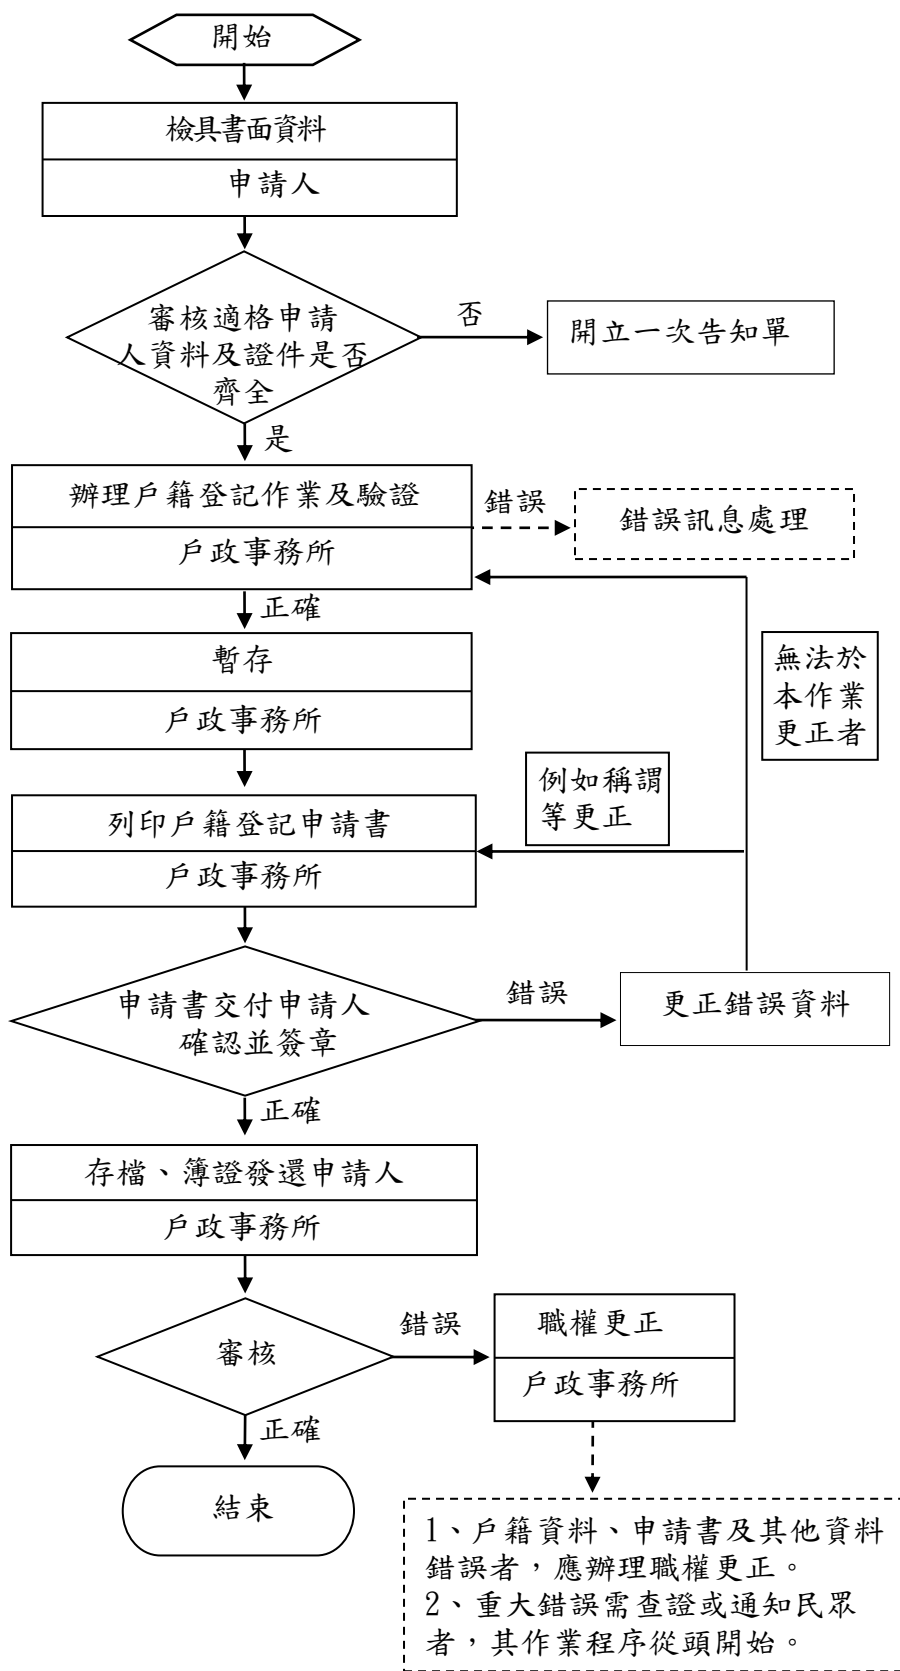 開始
檢具書面資料
申請人
審核適格申請
人資料及證件是否
齊全
否
開立一次告知單
是
辦理戶籍登記作業及驗證
戶政事務所
錯誤
錯誤訊息處理
正確
暫存
戶政事務所
無法於
本作業
更正者
例如稱謂
等更正
列印戶籍登記申請書
戶政事務所
申請書交付申請人
確認並簽章
錯誤
更正錯誤資料
正確
存檔、簿證發還申請人
戶政事務所
審核
錯誤
職權更正
戶政事務所
正確
結束
1、戶籍資料、申請書及其他資料
錯誤者，應辦理職權更正。
2、重大錯誤需查證或通知民眾
者，其作業程序從頭開始。